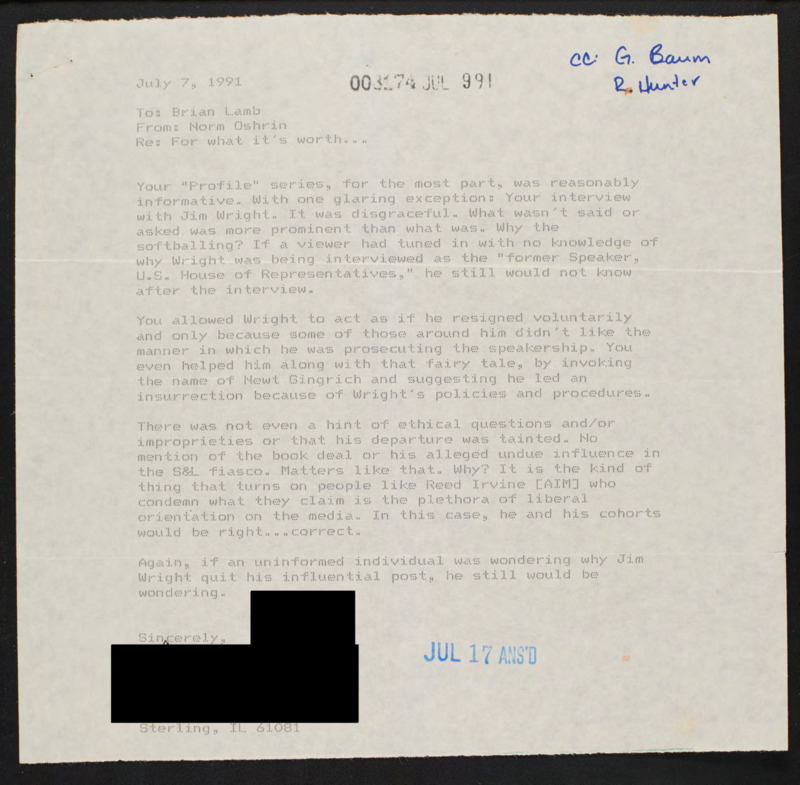 cc: G. Baum
R. Hunter
July 7, 1991
003174 JUL 991
To: Brian Lamb
From: Norm Oshrin
Re: For what it's worth...
Your "Profile" series, for the most part, was reasonably
informative. With one glaring exception: Your interview
with Jim Wright. It was disgraceful. What wasn't said or
asked was more prominent than what was. Why the
softballing? If a viewer had tuned in with no knowledge of
why Wright was being interviewed as the "former Speaker,
U.S. House of Representatives," he still would not know
after the interview.
You allowed Wright to act as if he resigned voluntarily
and only because some of those around him didn't like the
manner in which he was prosecuting the speakership. You
even helped him along with that fairy tale, by invoking
the name of Newt Gingrich and suggesting he led an
insurrection because of Wright's policies and procedures.
There was not even a hint of ethical questions and/or
improprieties or that his departure was tainted. No
mention of the book deal or his alleged undue influence in
the S&L fiasco. Matters like that. Why? It is the kind of
thing that turns on people like Reed Irvine [AIM] who
condemn what they claim is the plethora of liberal
orientation on the media. In this case, he and his cohorts
would be right...correct.
Again, if an uninformed individual was wondering why Jim
Wright quit his influential post, he still would be
wondering.
Sincerely,
JUL 17 ANS'D
Sterling, IL 61081